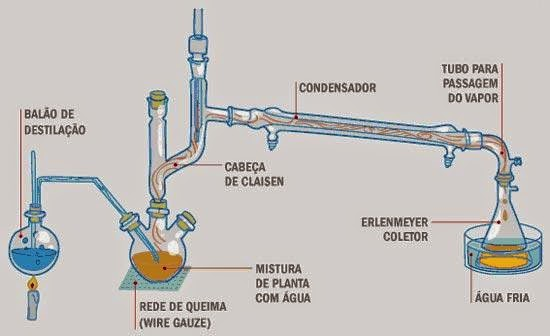 BALÃO DE
DESTILAÇÃO
CONDENSADOR
TUBO PARA
PASSAGEM
DO VAPOR
CABEÇA
DE CLAISEN
ERLENMEYER
COLETOR
MISTURA
DE PLANTA
COM ÁGUA
REDE DE QUEIMA
(WIRE GAUZE)
ÁGUA FRIA